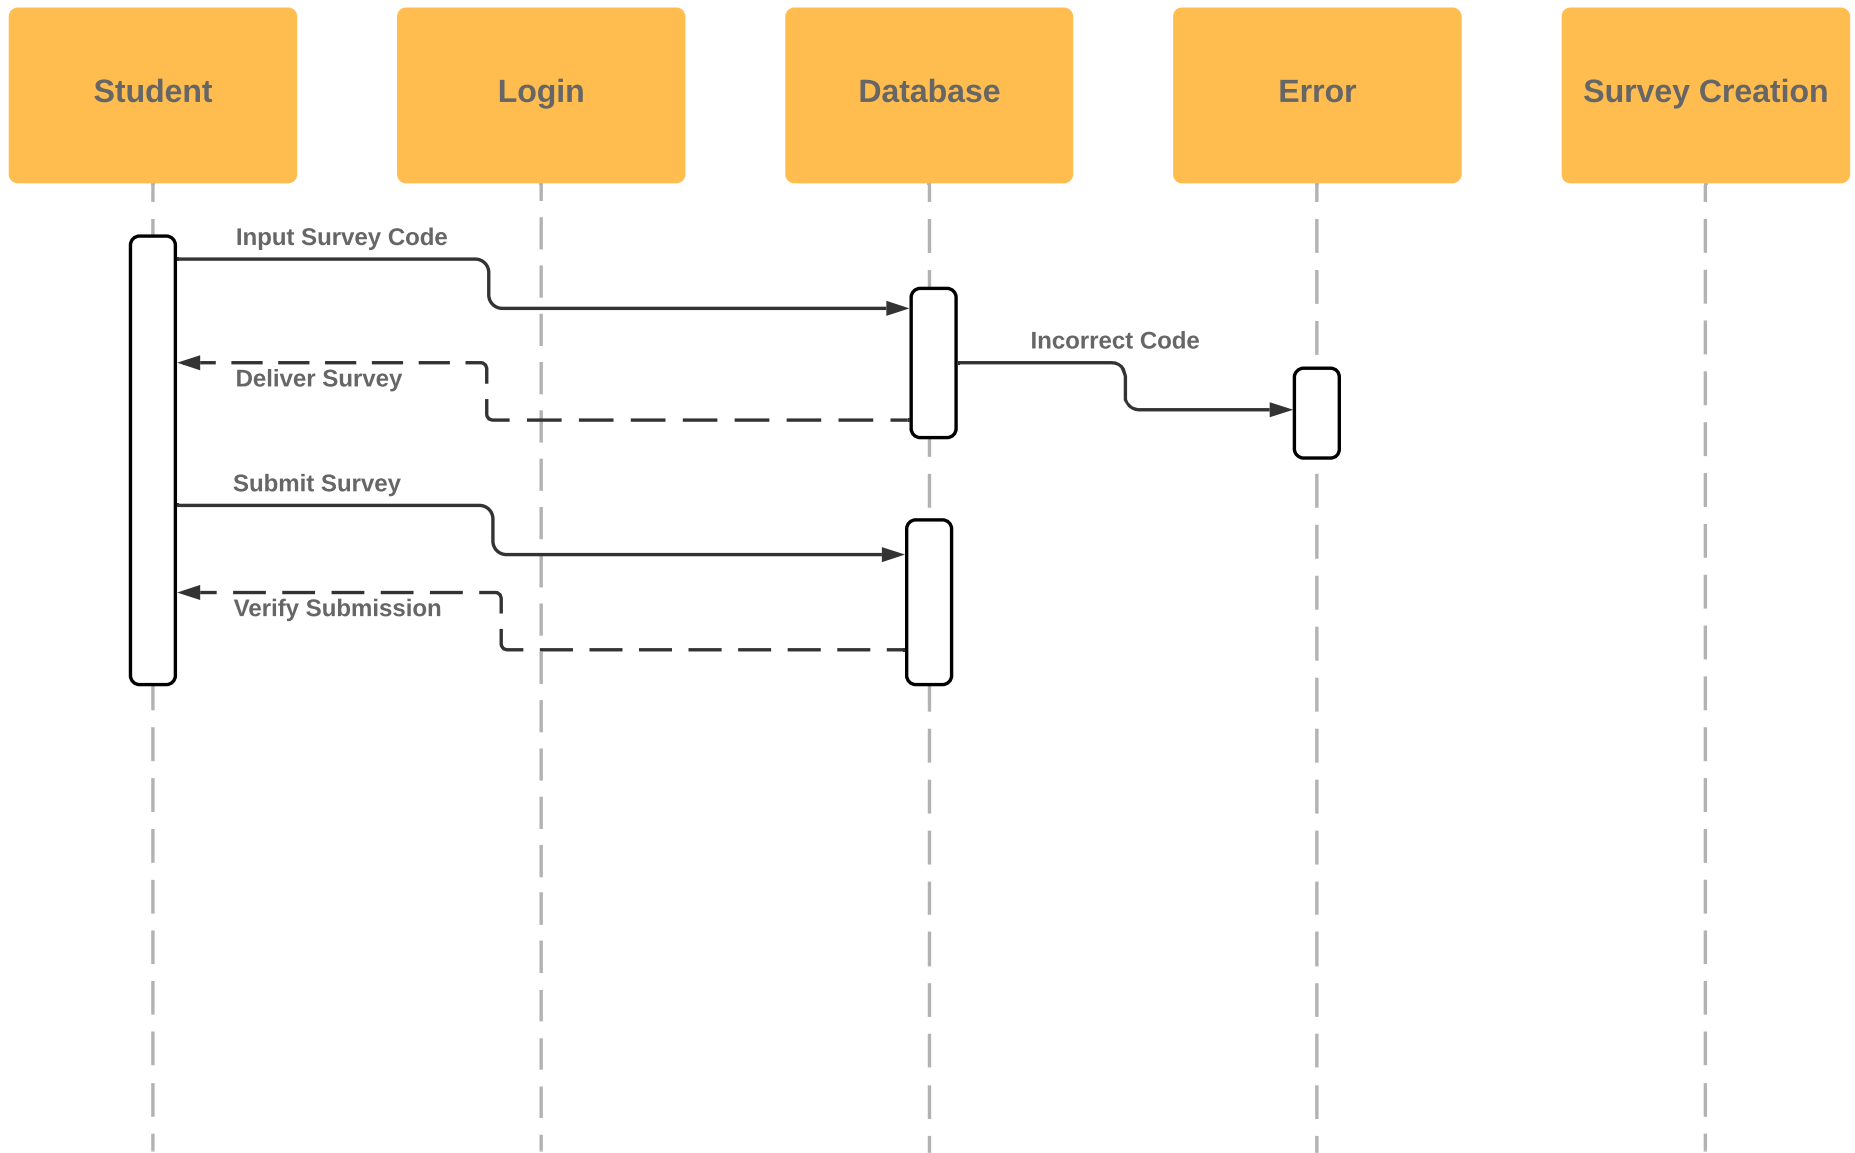 Student
Login
Database
Error
Survey Creation
Input Survey Code
Incorrect Code
Deliver Survey
Submit Survey
Verify Submission